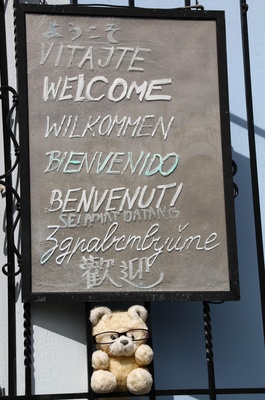 ようこそ
VITAJTE
WELCOME
WILKOMMEN
BIENVENIDO
BENVENUTI
SELAMAT DATANG
Здравствуйте
歡迎